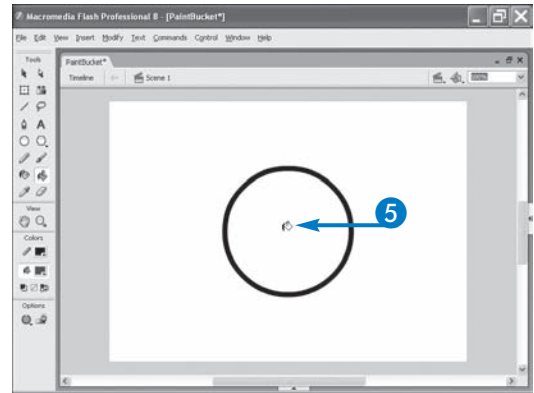 Macromedia Flash Professional 8 - [PaintBucket*]
File Edit View Insert Modify Text Commands Control Window Help
Tools
PaintBucket*
Timeline
Scene 1
100%
A
5
View
Colors
Options